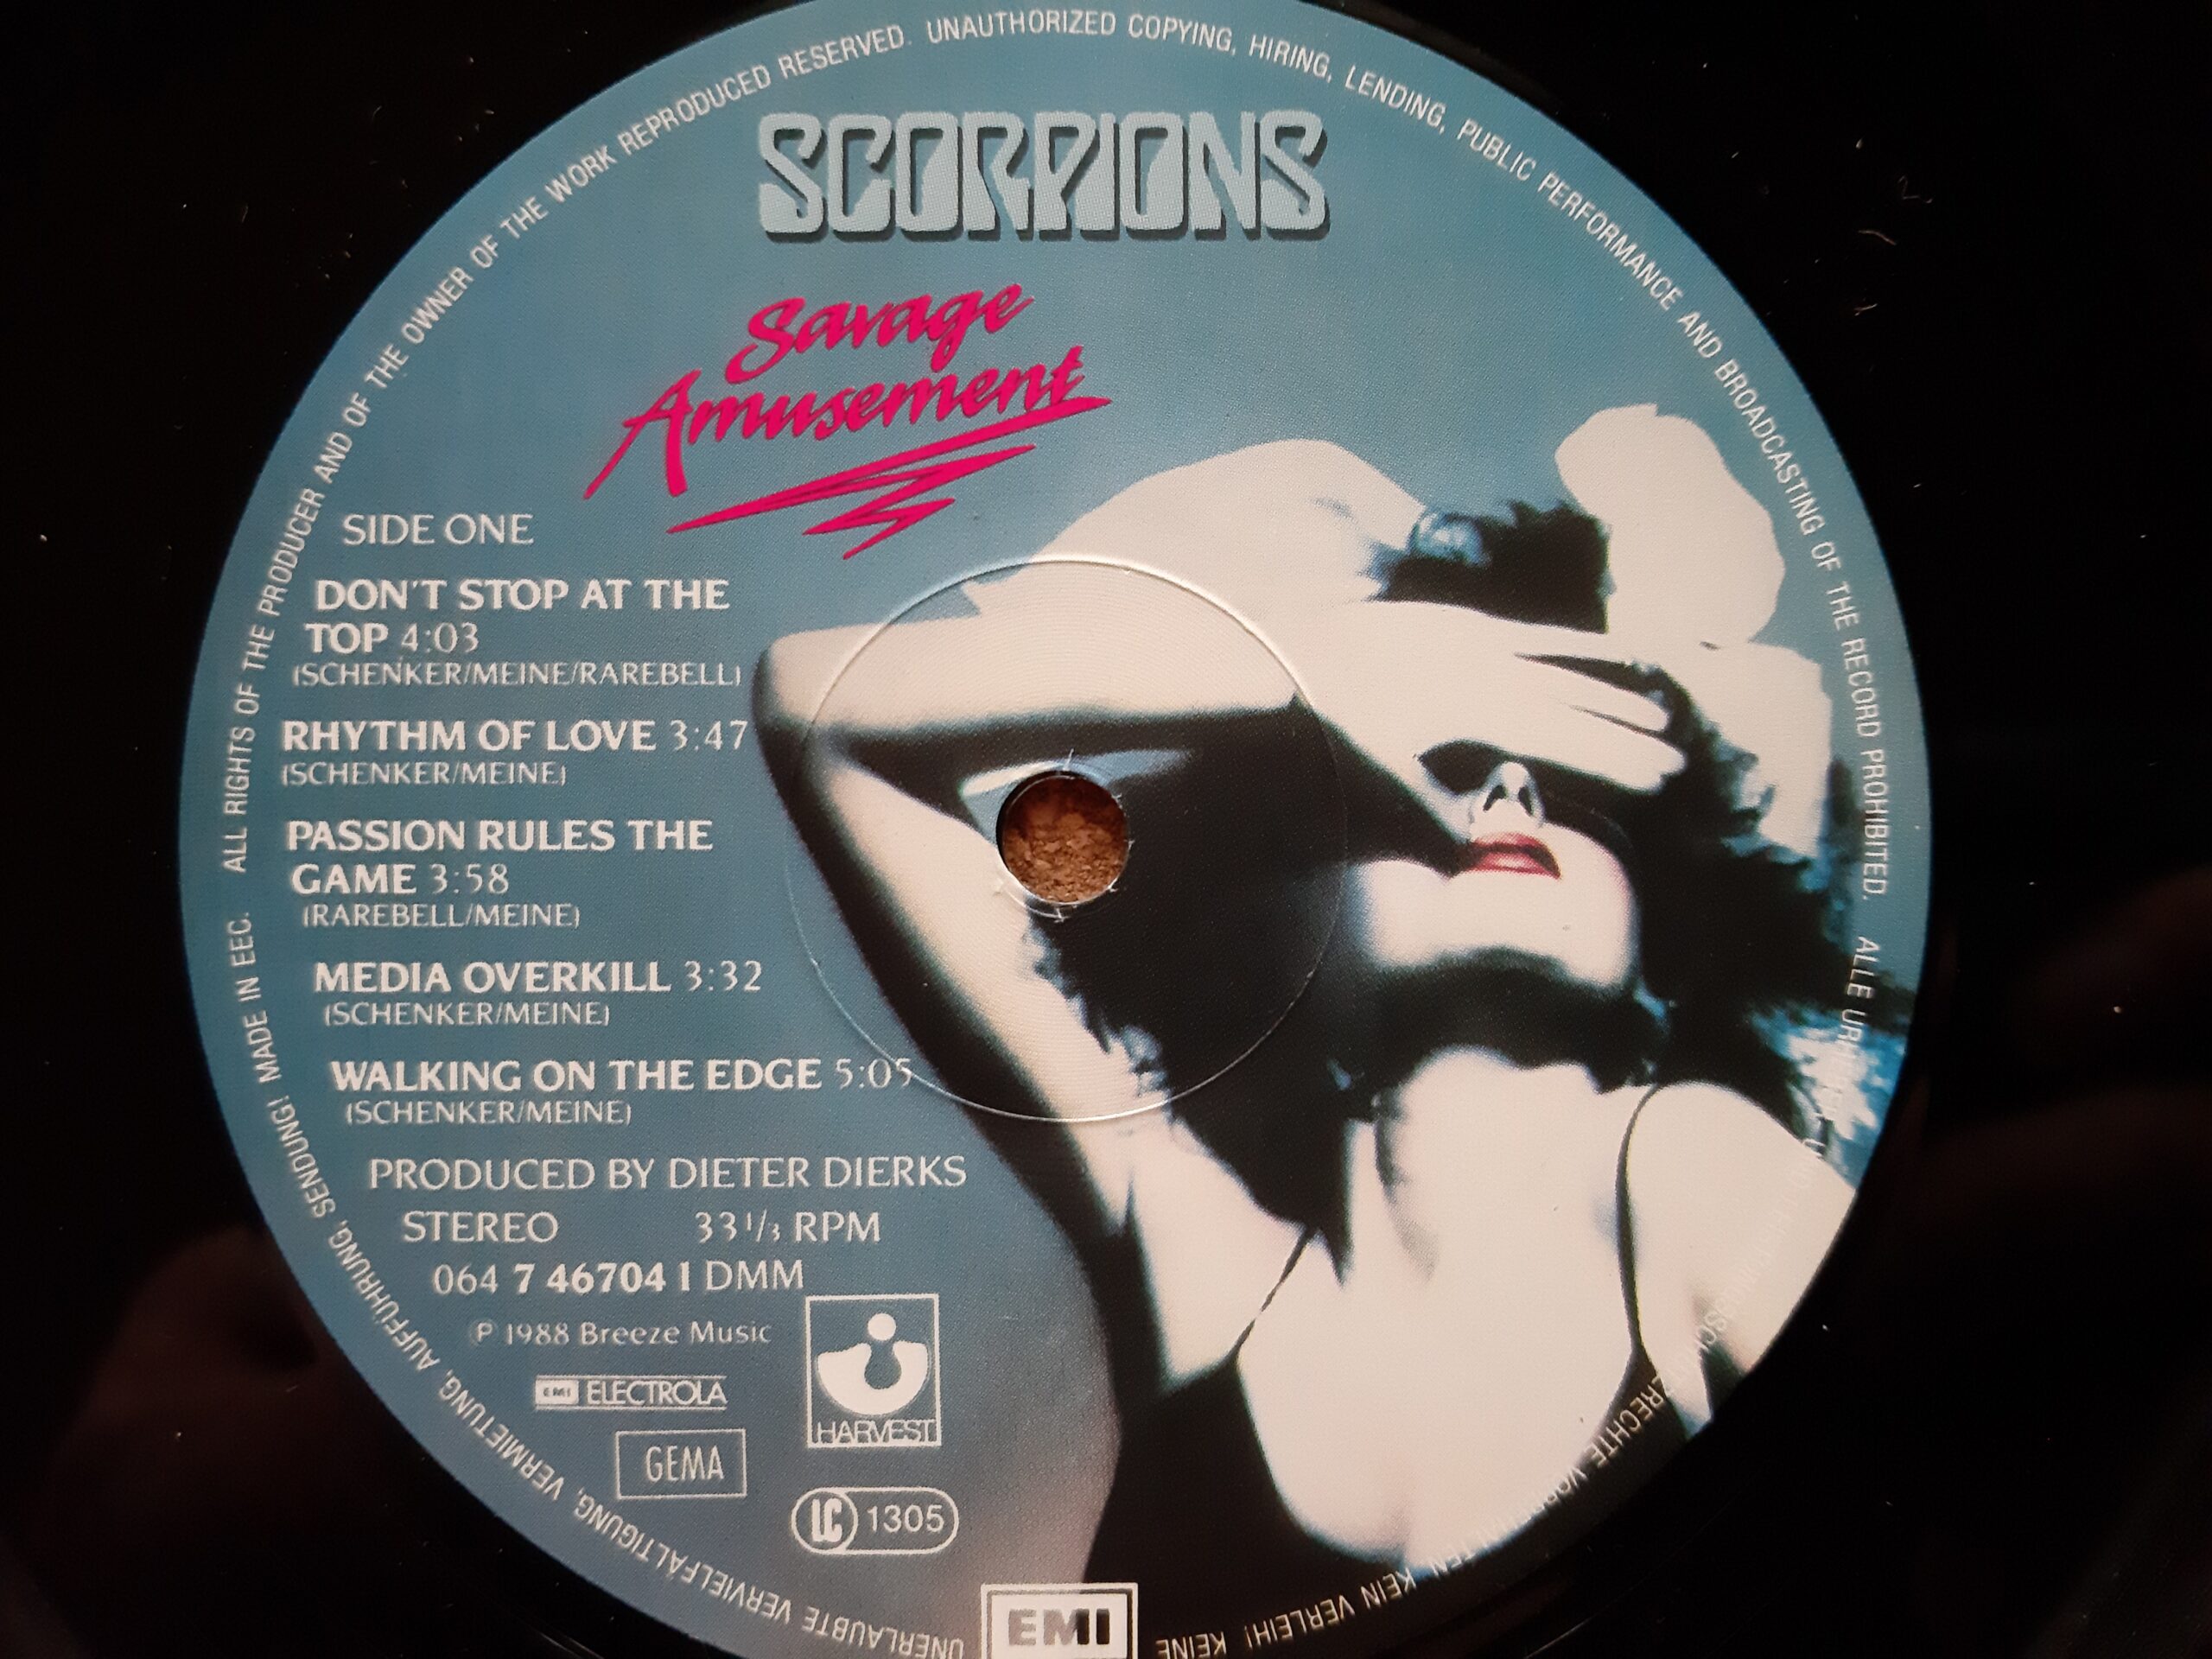 SCORPIONS
Savage
Amusement
SIDE ONE
DON'T STOP AT THE
TOP 4:03
(SCHENKER/MEINE/RAREBELL)
RHYTHM OF LOVE 3:47
(SCHENKER/MEINE)
PASSION RULES THE
GAME 3:58
(RAREBELL/MEINE)
MEDIA OVERKILL 3:32
(SCHENKER/MEINE)
WALKING ON THE EDGE 5:05
(SCHENKER/MEINE)
PRODUCED BY DIETER DIERKS
STEREO 33 1/3 RPM
064 7 46704 1 DMM
℗ 1988 Breeze Music
EMI ELECTROLA
HARVEST
GEMA
LC 1305
EMI
ALL RIGHTS OF THE PRODUCER AND OF THE OWNER OF THE WORK REPRODUCED RESERVED. UNAUTHORIZED COPYING, HIRING, LENDING, PUBLIC PERFORMANCE AND BROADCASTING OF THE RECORD PROHIBITED. ALLE KEIN VERLEIH! KEINE UNERLAUBTE VERVIELFÄLTIGUNG, VERMIETUNG, AUFFÜHRUNG, SENDUNG! MADE IN EEC.